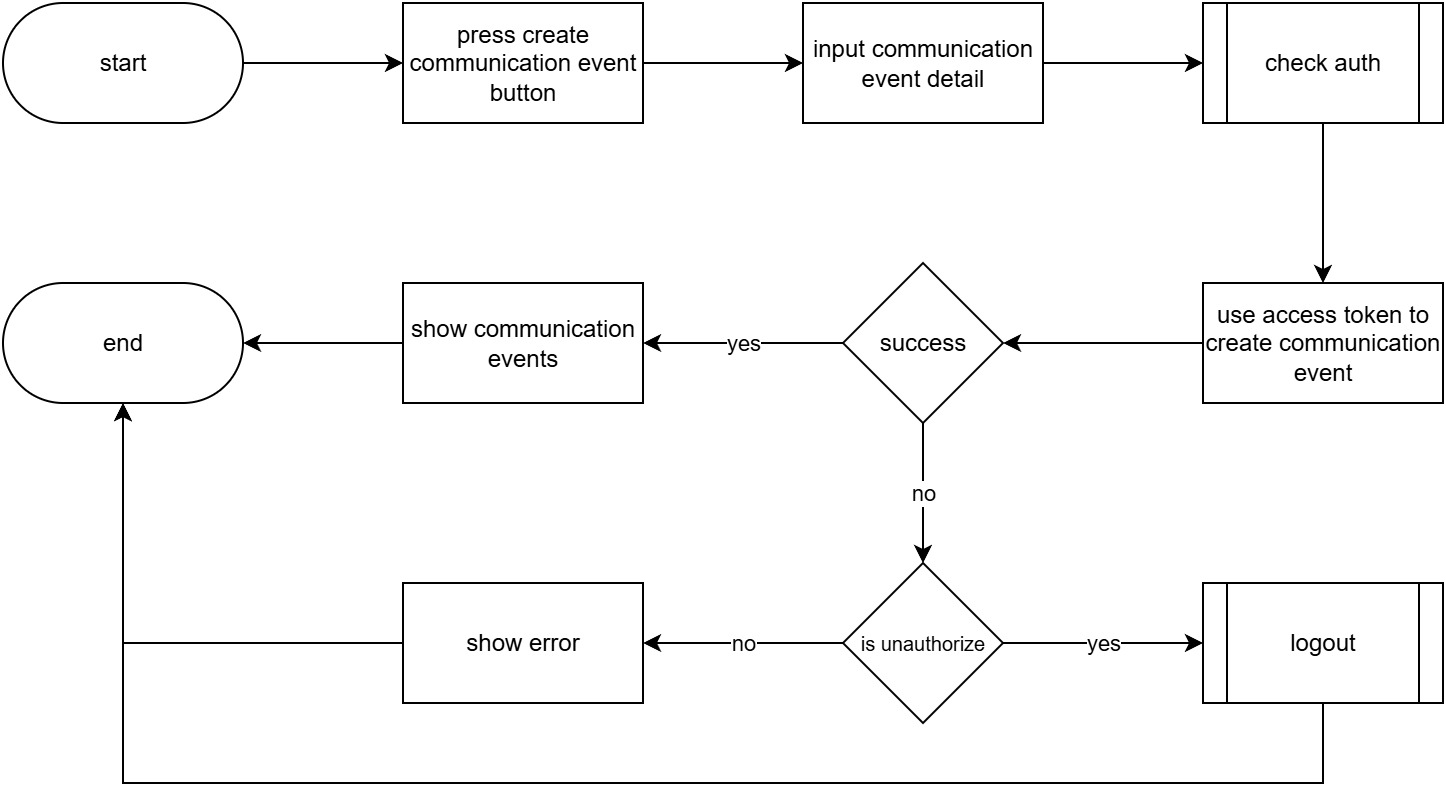 start
press create
communication event
button
input communication
event detail
check auth
end
show communication
events
yes
success
use access token to
create communication
event
no
show error
no
is unauthorize
yes
logout